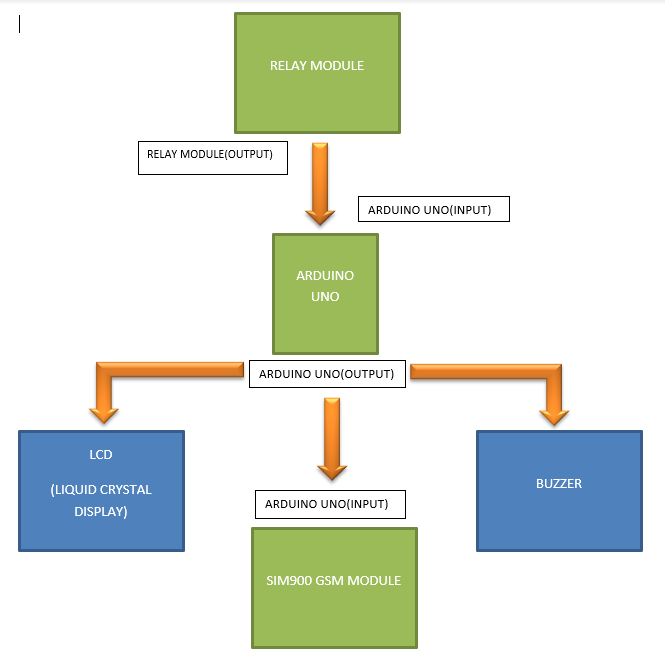 RELAY MODULE
RELAY MODULE(OUTPUT)
ARDUINO UNO(INPUT)
ARDUINO
UNO
ARDUINO UNO(OUTPUT)
LCD
(LIQUID CRYSTAL
DISPLAY)
BUZZER
ARDUINO UNO(INPUT)
SIM900 GSM MODULE